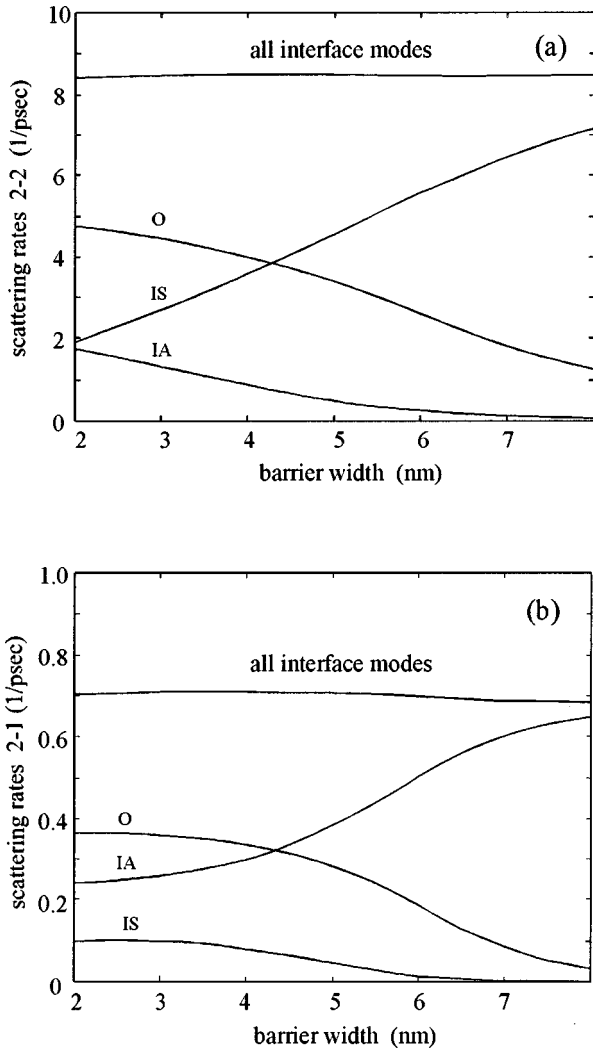 (a)
all interface modes
10
8
6
4
2
0
O
IS
IA
scattering rates 2-2 (1/psec)
2 3 4 5 6 7
barrier width (nm)
(b)
all interface modes
1.0
0.8
0.6
0.4
0.2
0
O
IA
IS
scattering rates 2-1 (1/psec)
2 3 4 5 6 7
barrier width (nm)